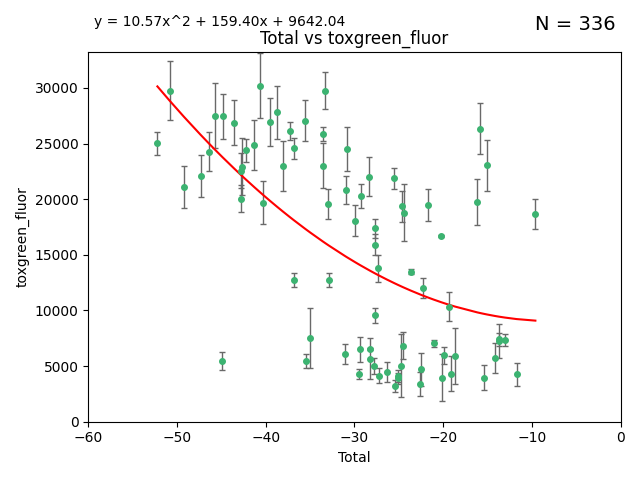 y = 10.57x^2 + 159.40x + 9642.04
N = 336
Total vs toxgreen_fluor
toxgreen_fluor
30000
25000
20000
15000
10000
5000
0
−60
−50
−40
−30
−20
−10
0
Total